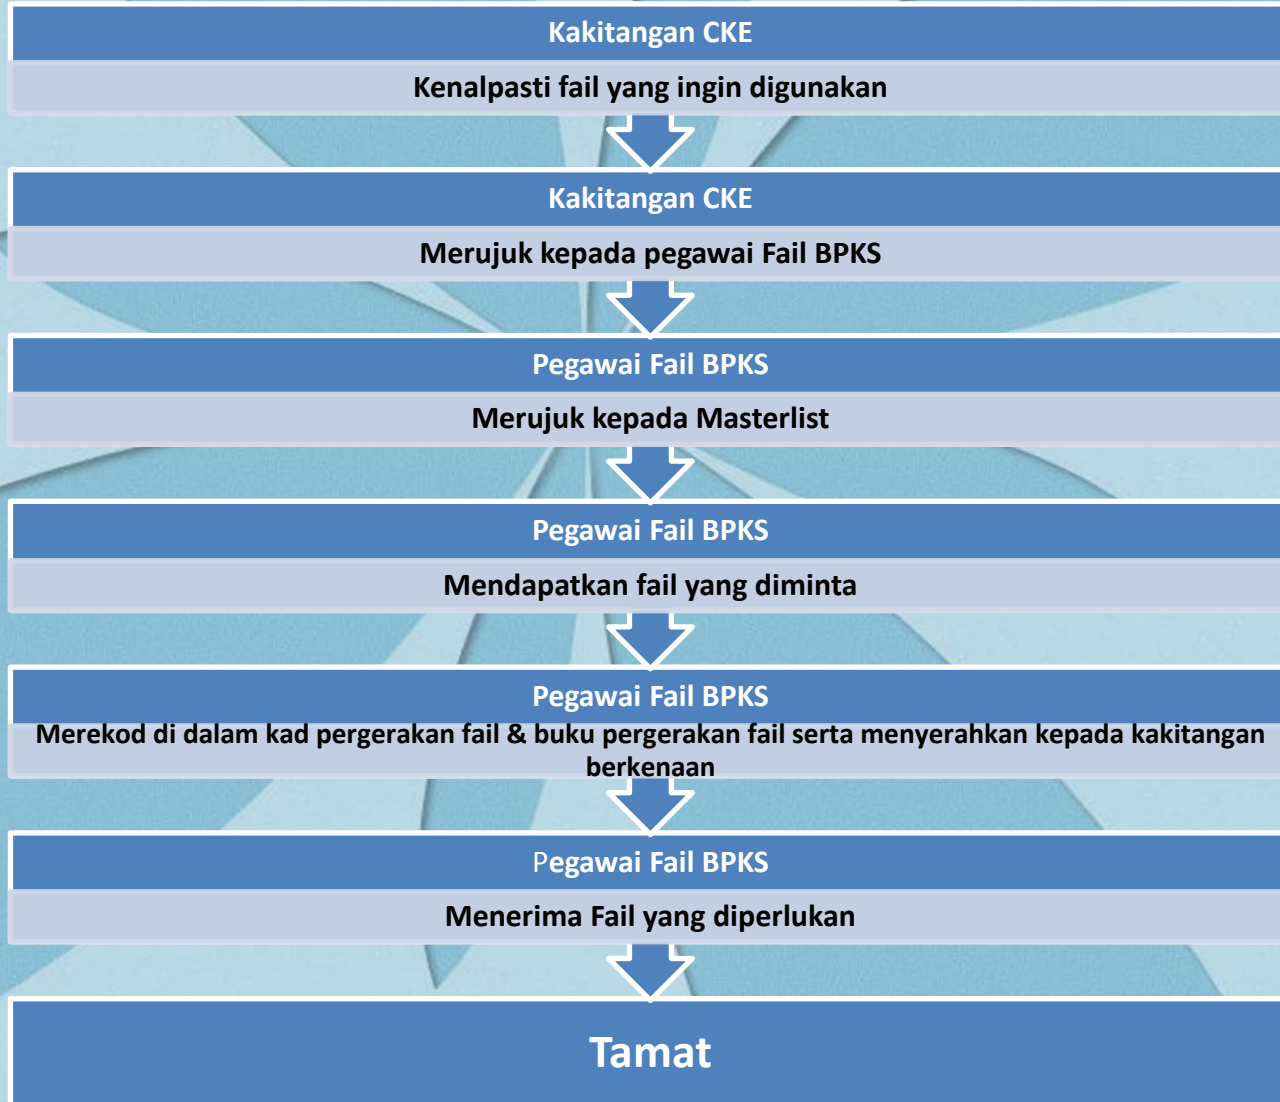 Kakitangan CKE
Kenalpasti fail yang ingin digunakan
Kakitangan CKE
Merujuk kepada pegawai Fail BPKS
Pegawai Fail BPKS
Merujuk kepada Masterlist
Pegawai Fail BPKS
Mendapatkan fail yang diminta
Pegawai Fail BPKS
Merekod di dalam kad pergerakan fail & buku pergerakan fail serta menyerahkan kepada kakitangan
berkenaan
Pegawai Fail BPKS
Menerima Fail yang diperlukan
Tamat